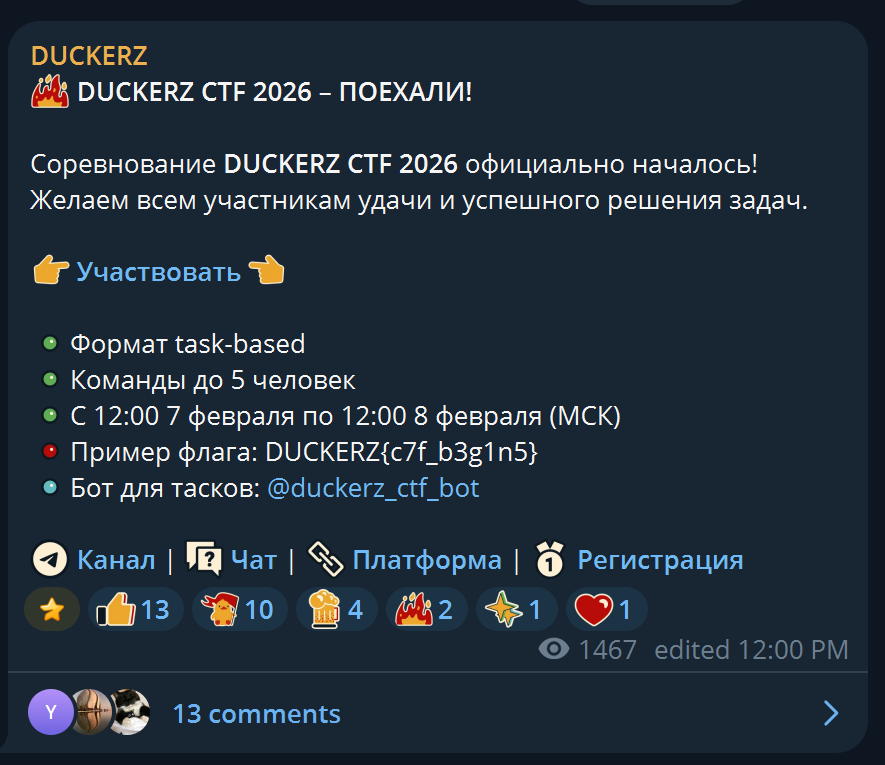 DUCKERZ
DUCKERZ CTF 2026 – ПОЕХАЛИ!
Соревнование DUCKERZ CTF 2026 официально началось!
Желаем всем участникам удачи и успешного решения задач.
Участвовать
Формат task-based
Команды до 5 человек
С 12:00 7 февраля по 12:00 8 февраля (МСК)
Пример флага: DUCKERZ{c7f_b3g1n5}
Бот для тасков: @duckerz_ctf_bot
Канал | Чат | Платформа | 1 Регистрация
13 10 4 2 1 1
1467 edited 12:00 PM
Y 13 comments